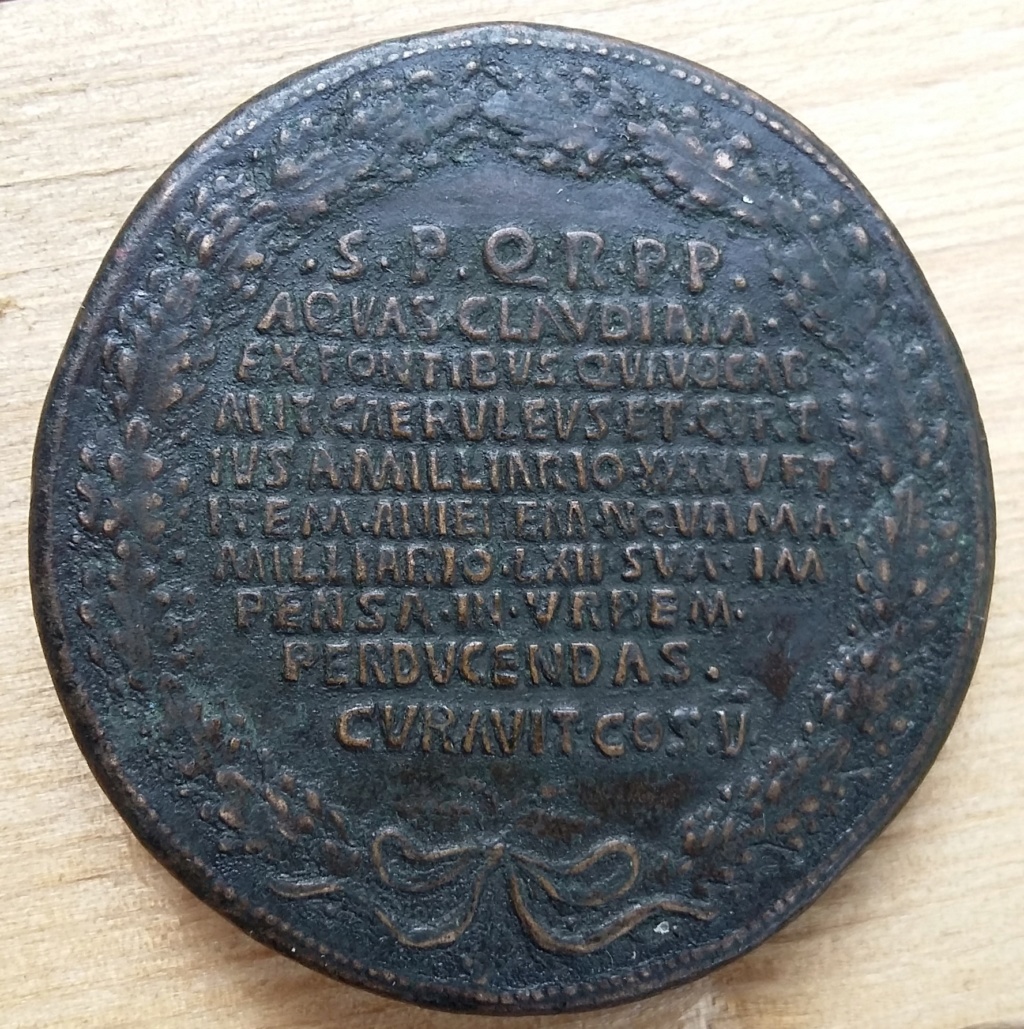 ·S·P·Q·R·P·P·
AQVAS·CLAVDIAM·
EX·FONTIBVS·QVI·VOCAB
AVIT·CAERVLEVS·ET·CVRT
IVS·A·MILLIARIO·XXXV·ET
ITEM·ANIENEM·NOVAM·A·
MILLIARIO·LXII·SVA·IM
PENSA·IN·VRBEM·
PERDVCENDAS·
CVRAVIT·COS·V